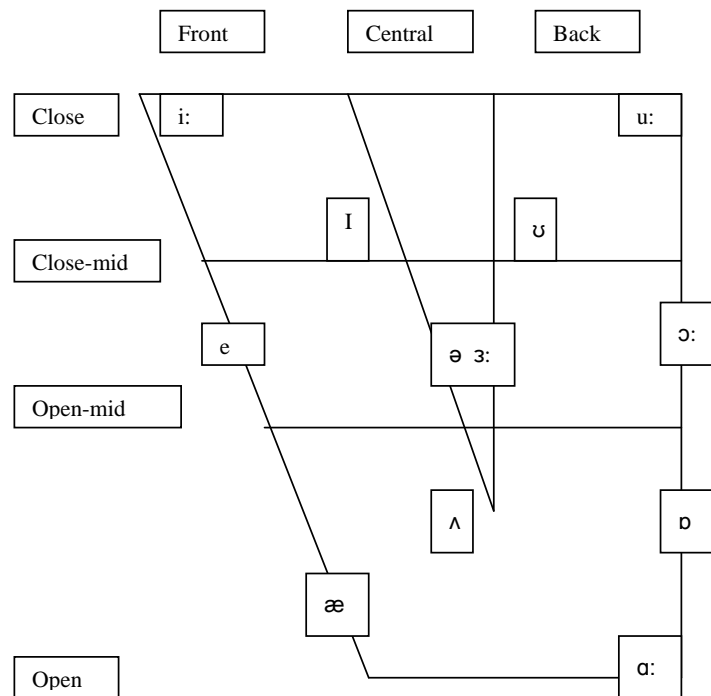 Front Central Back
Close i: u:
I ʊ
Close-mid
e ə ɜ: ɔ:
Open-mid
ʌ ɒ
æ
Open ɑ: